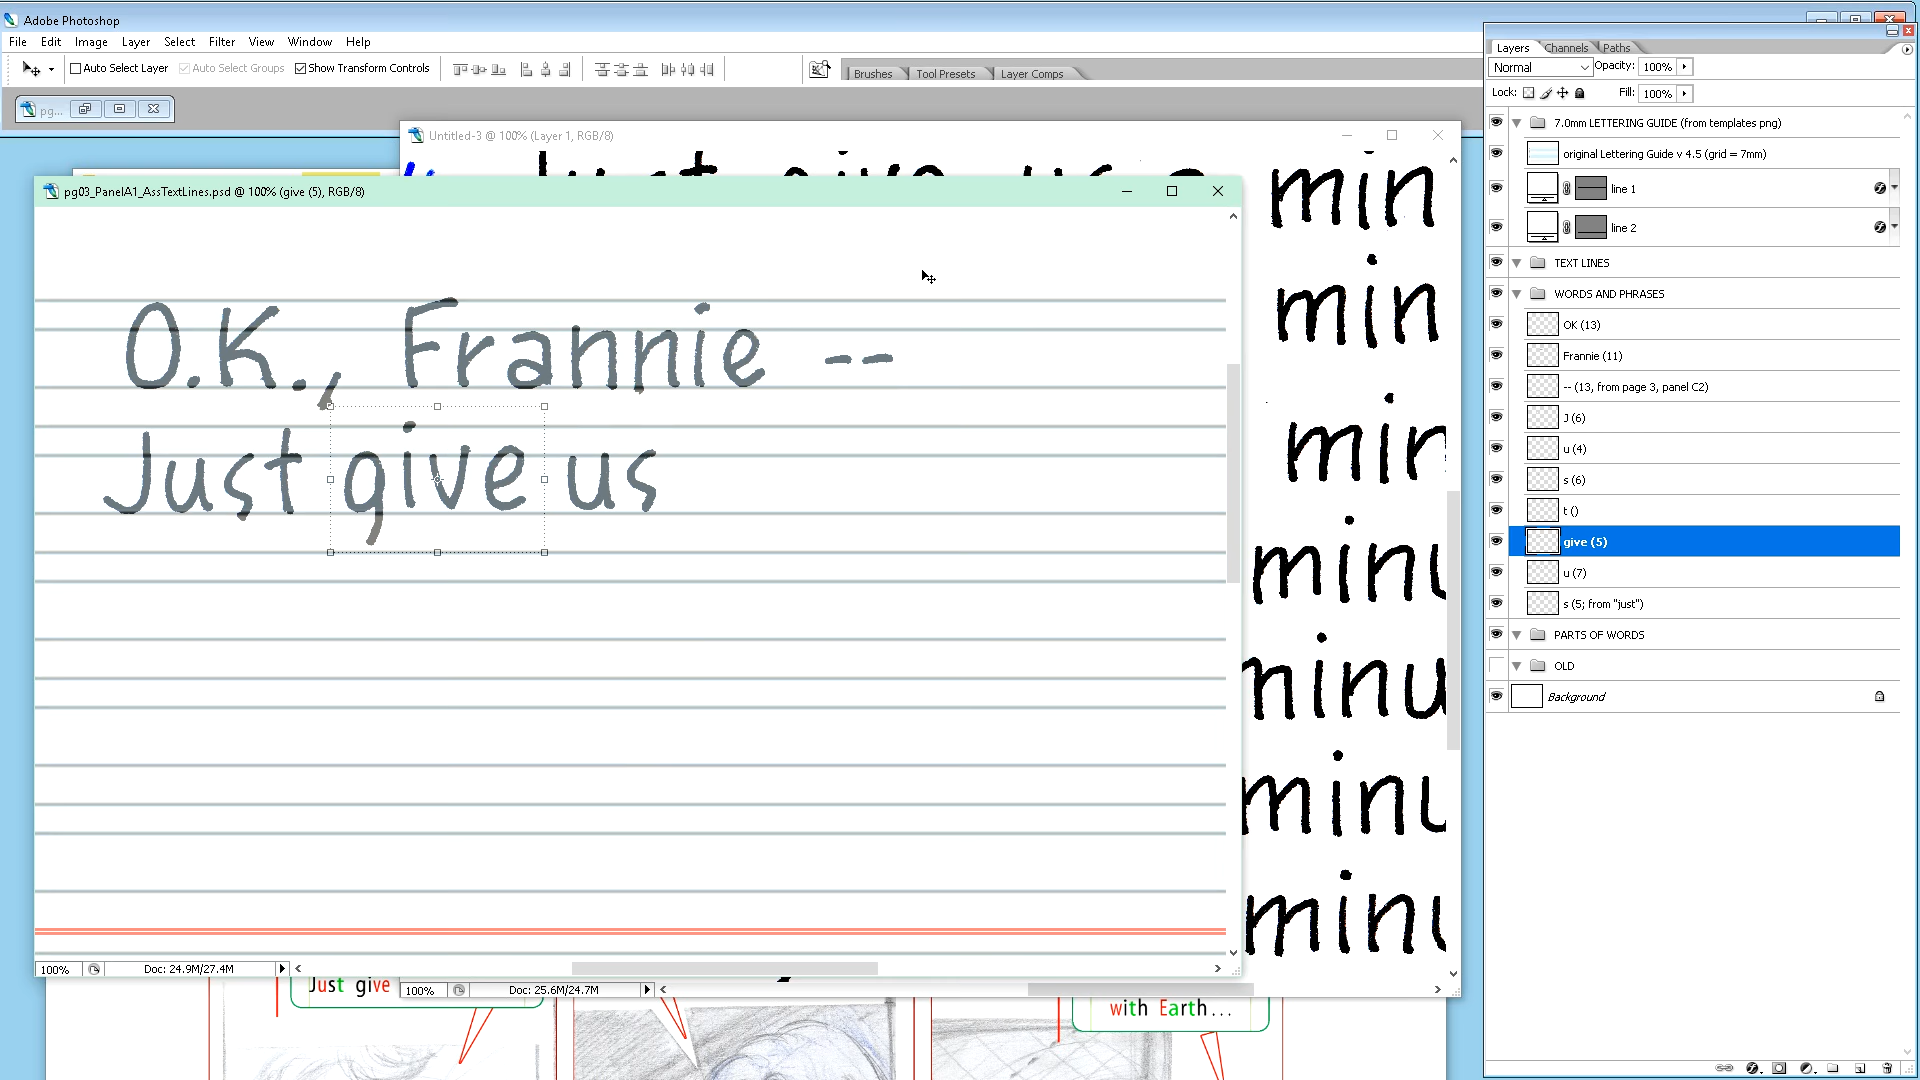 Adobe Photoshop
File Edit Image Layer Select Filter View Window Help
Auto Select Layer Auto Select Groups Show Transform Controls
Brushes Tool Presets Layer Comps
pg...
Untitled-3 @ 100% (Layer 1, RGB/8)
Just give us a min
pg03_PanelA1_AssTextLines.psd @ 100% (give (5), RGB/8)
O.K., Frannie --
Just give us
min
min
minu
minu
minu
minu
100% Doc: 24.9M/27.4M
100% Doc: 25.6M/24.7M
Just give
with Earth...
Layers Channels Paths
Normal Opacity: 100%
Lock: Fill: 100%
7.0mm LETTERING GUIDE (from templates png)
original Lettering Guide v 4.5 (grid = 7mm)
line 1
line 2
TEXT LINES
WORDS AND PHRASES
OK (13)
Frannie (11)
-- (13, from page 3, panel C2)
J (6)
u (4)
s (6)
t ()
give (5)
u (7)
s (5; from "just")
PARTS OF WORDS
OLD
Background